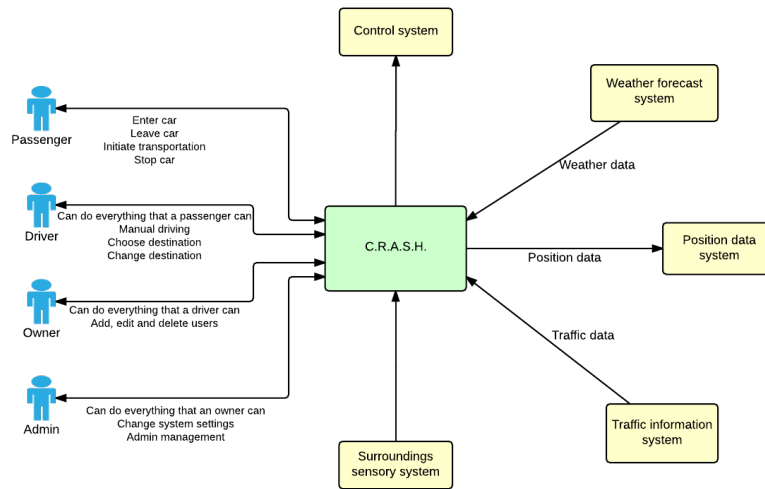 Control system
Weather forecast
system
Passenger
Enter car
Leave car
Initiate transportation
Stop car
Weather data
Driver
Can do everything that a passenger can
Manual driving
Choose destination
Change destination
C.R.A.S.H.
Position data
Position data
system
Owner
Can do everything that a driver can
Add, edit and delete users
Traffic data
Admin
Can do everything that an owner can
Change system settings
Admin management
Surroundings
sensory system
Traffic information
system